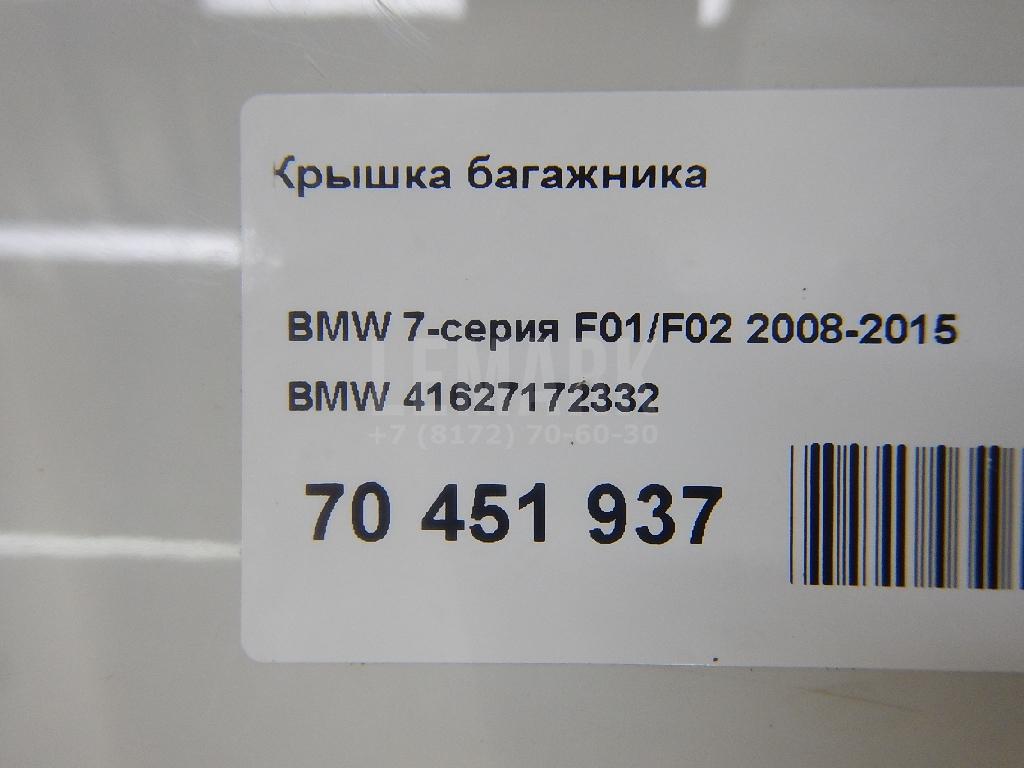 Крышка багажника
BMW 7-серия F01/F02 2008-2015
LEMARK
BMW 41627172332
+7 (8172) 70-60-30
70 451 937